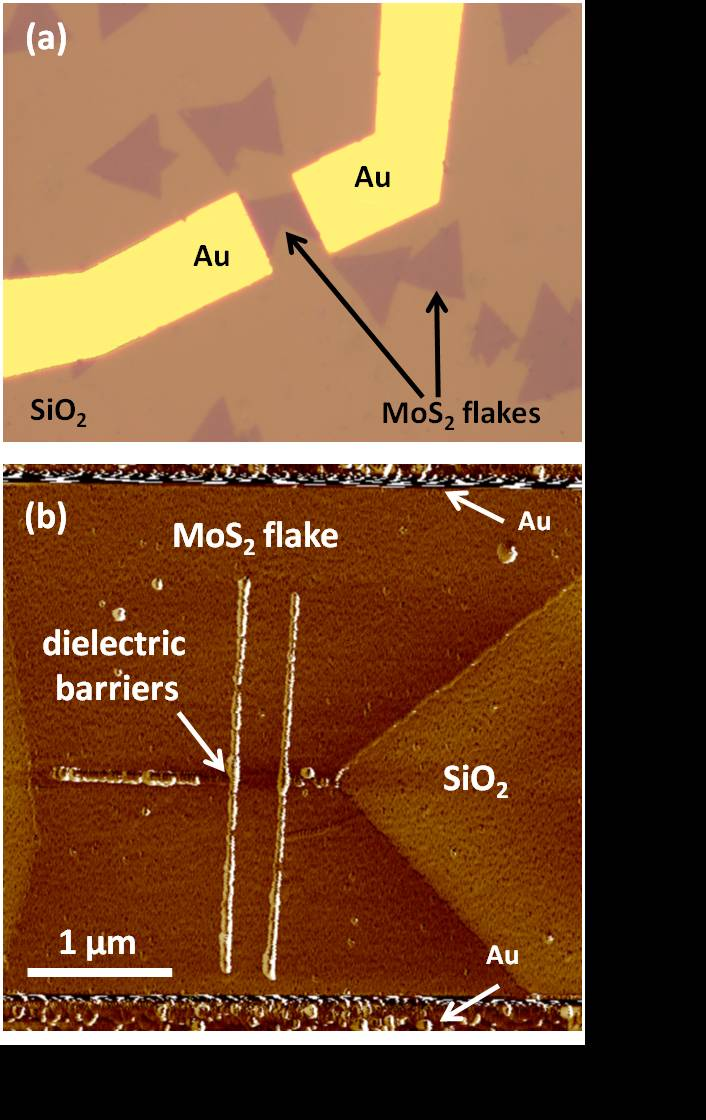 (a)
Au
Au
SiO₂
MoS₂ flakes
(b)
Au
MoS₂ flake
dielectric
barriers
SiO₂
1 μm
Au